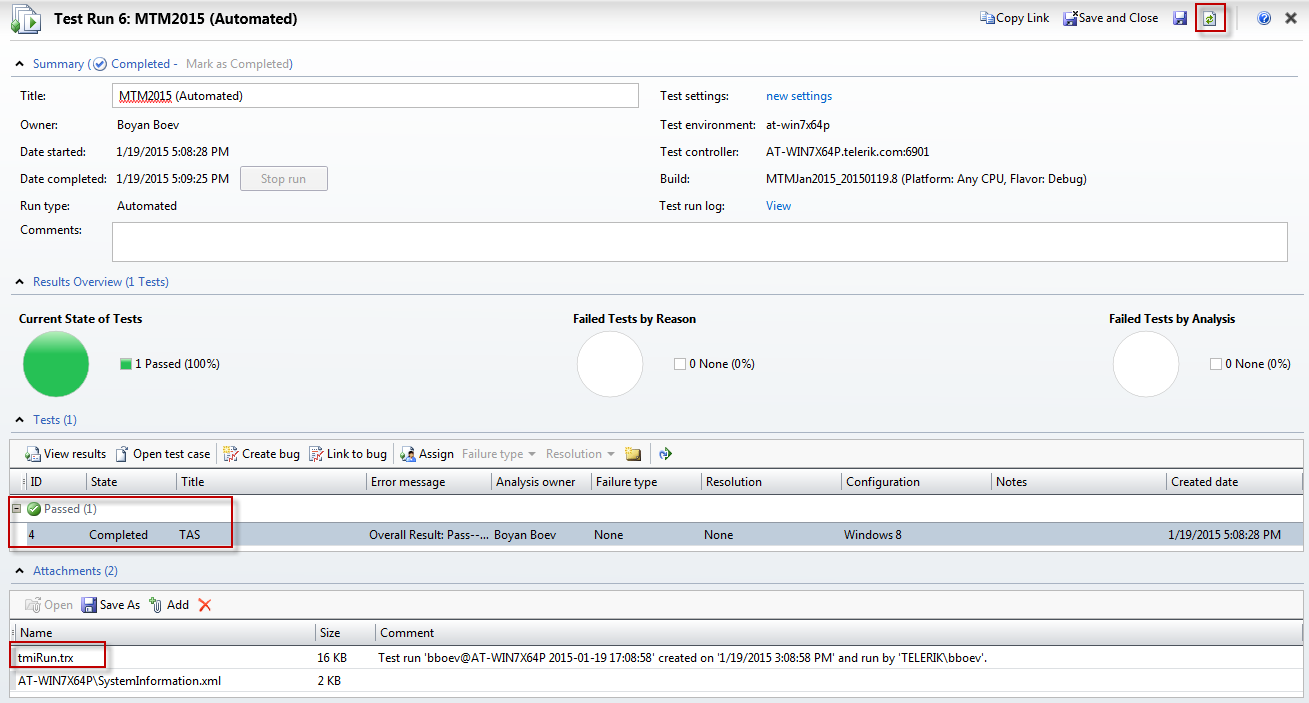 Test Run 6: MTM2015 (Automated)
Copy Link Save and Close
Summary ( Completed - Mark as Completed)
Title: MTM2015 (Automated) Test settings: new settings
Owner: Boyan Boev Test environment: at-win7x64p
Date started: 1/19/2015 5:08:28 PM Test controller: AT-WIN7X64P.telerik.com:6901
Date completed: 1/19/2015 5:09:25 PM Stop run Build: MTMJan2015_20150119.8 (Platform: Any CPU, Flavor: Debug)
Run type: Automated Test run log: View
Comments:
Results Overview (1 Tests)
Current State of Tests Failed Tests by Reason Failed Tests by Analysis
1 Passed (100%) 0 None (0%) 0 None (0%)
Tests (1)
View results Open test case Create bug Link to bug Assign Failure type Resolution
ID State Title Error message Analysis owner Failure type Resolution Configuration Notes Created date
Passed (1)
4 Completed TAS Overall Result: Pass--... Boyan Boev None None Windows 8 1/19/2015 5:08:28 PM
Attachments (2)
Open Save As Add
Name Size Comment
tmiRun.trx 16 KB Test run 'bboev@AT-WIN7X64P 2015-01-19 17:08:58' created on '1/19/2015 3:08:58 PM' and run by 'TELERIK\bboev'.
AT-WIN7X64P\SystemInformation.xml 2 KB